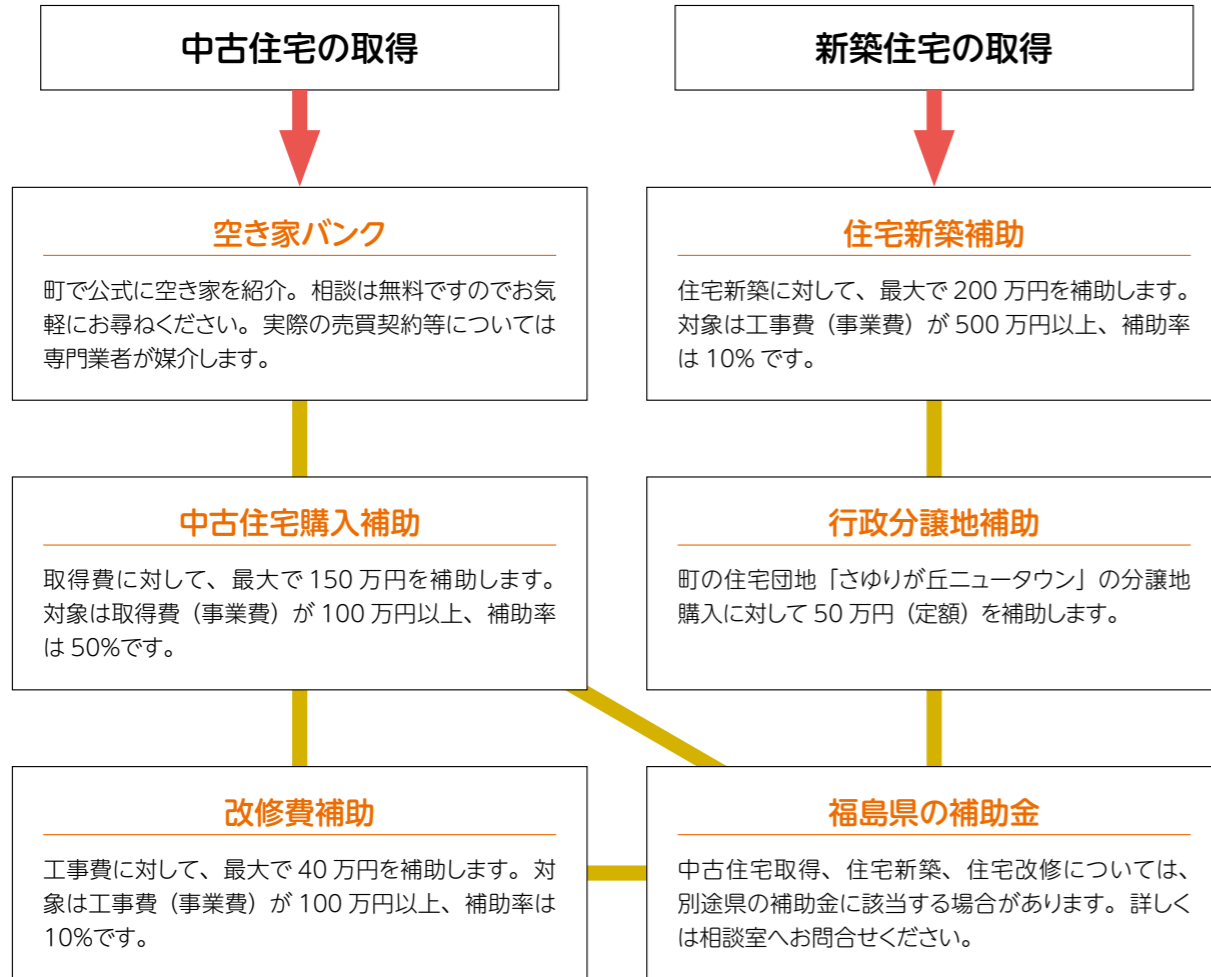 中古住宅の取得
空き家バンク
町で公式に空き家を紹介。相談は無料ですのでお気
軽にお尋ねください。実際の売買契約等については
専門業者が媒介します。
中古住宅購入補助
取得費に対して、最大で 150 万円を補助します。
対象は取得費（事業費）が 100 万円以上、補助率
は 50%です。
改修費補助
工事費に対して、最大で 40 万円を補助します。対
象は工事費（事業費）が 100 万円以上、補助率は
10%です。
新築住宅の取得
住宅新築補助
住宅新築に対して、最大で 200 万円を補助します。
対象は工事費（事業費）が 500 万円以上、補助率
は 10% です。
行政分譲地補助
町の住宅団地「さゆりが丘ニュータウン」の分譲地
購入に対して 50 万円（定額）を補助します。
福島県の補助金
中古住宅取得、住宅新築、住宅改修については、
別途県の補助金に該当する場合があります。詳しく
は相談室へお問合せください。